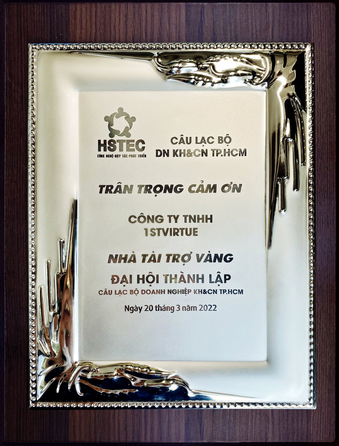 HSTEC
CÙNG NGHỆ HỢP TÁC PHÁT TRIỂN
CÂU LẠC BỘ
DN KH&CN TP.HCM
TRÂN TRỌNG CẢM ƠN
CÔNG TY TNHH
1STVIRTUE
NHÀ TÀI TRỢ VÀNG
ĐẠI HỘI THÀNH LẬP
CÂU LẠC BỘ DOANH NGHIỆP KH&CN TP.HCM
Ngày 20 tháng 3 năm 2022